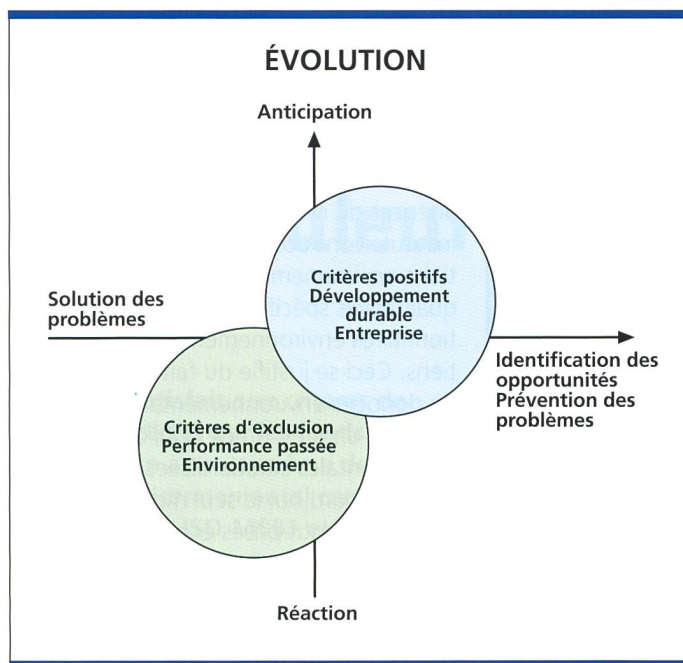 ÉVOLUTION
Anticipation
Critères positifs
Développement
durable
Entreprise
Solution des
problèmes
Identification des
opportunités
Prévention des
problèmes
Critères d'exclusion
Performance passée
Environnement
Réaction